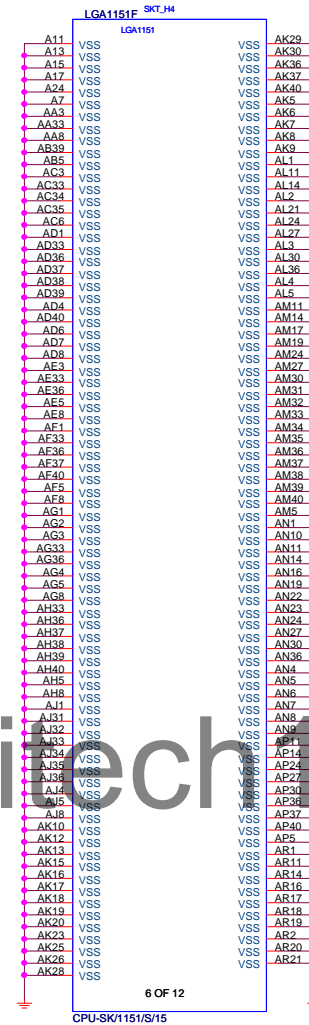 LGA1151F SKT_H4
LGA1151
A11 VSS VSS AK29
A13 VSS VSS AK30
A15 VSS VSS AK36
A17 VSS VSS AK37
A24 VSS VSS AK40
A7 VSS VSS AK5
AA3 VSS VSS AK6
AA33 VSS VSS AK7
AA8 VSS VSS AK8
AB39 VSS VSS AK9
AB5 VSS VSS AL1
AC3 VSS VSS AL11
AC33 VSS VSS AL14
AC34 VSS VSS AL2
AC35 VSS VSS AL21
AC6 VSS VSS AL24
AD1 VSS VSS AL27
AD33 VSS VSS AL3
AD36 VSS VSS AL30
AD37 VSS VSS AL36
AD38 VSS VSS AL4
AD39 VSS VSS AL5
AD4 VSS VSS AM11
AD40 VSS VSS AM14
AD6 VSS VSS AM17
AD7 VSS VSS AM19
AD8 VSS VSS AM24
AE3 VSS VSS AM27
AE33 VSS VSS AM30
AE36 VSS VSS AM31
AE5 VSS VSS AM32
AE8 VSS VSS AM33
AF1 VSS VSS AM34
AF33 VSS VSS AM35
AF36 VSS VSS AM36
AF37 VSS VSS AM37
AF40 VSS VSS AM38
AF5 VSS VSS AM39
AF8 VSS VSS AM40
AG1 VSS VSS AM5
AG2 VSS VSS AN1
AG3 VSS VSS AN10
AG33 VSS VSS AN11
AG36 VSS VSS AN14
AG4 VSS VSS AN16
AG5 VSS VSS AN19
AG8 VSS VSS AN22
AH33 VSS VSS AN23
AH36 VSS VSS AN24
AH37 VSS VSS AN27
AH38 VSS VSS AN30
AH39 VSS VSS AN36
AH40 VSS VSS AN4
AH5 VSS VSS AN5
AH8 VSS VSS AN6
AJ1 VSS VSS AN7
AJ31 VSS VSS AN8
AJ32 VSS VSS AN9
AJ33 VSS VSS AP11
AJ34 VSS VSS AP14
AJ35 VSS VSS AP24
AJ36 VSS VSS AP27
AJ4 VSS VSS AP30
AJ5 VSS VSS AP36
AJ8 VSS VSS AP37
AK10 VSS VSS AP40
AK12 VSS VSS AP5
AK13 VSS VSS AR1
AK15 VSS VSS AR11
AK16 VSS VSS AR14
AK17 VSS VSS AR16
AK18 VSS VSS AR17
AK19 VSS VSS AR18
AK20 VSS VSS AR19
AK23 VSS VSS AR2
AK25 VSS VSS AR20
AK26 VSS VSS AR21
AK28 VSS
6 OF 12
CPU-SK/1151/S/15